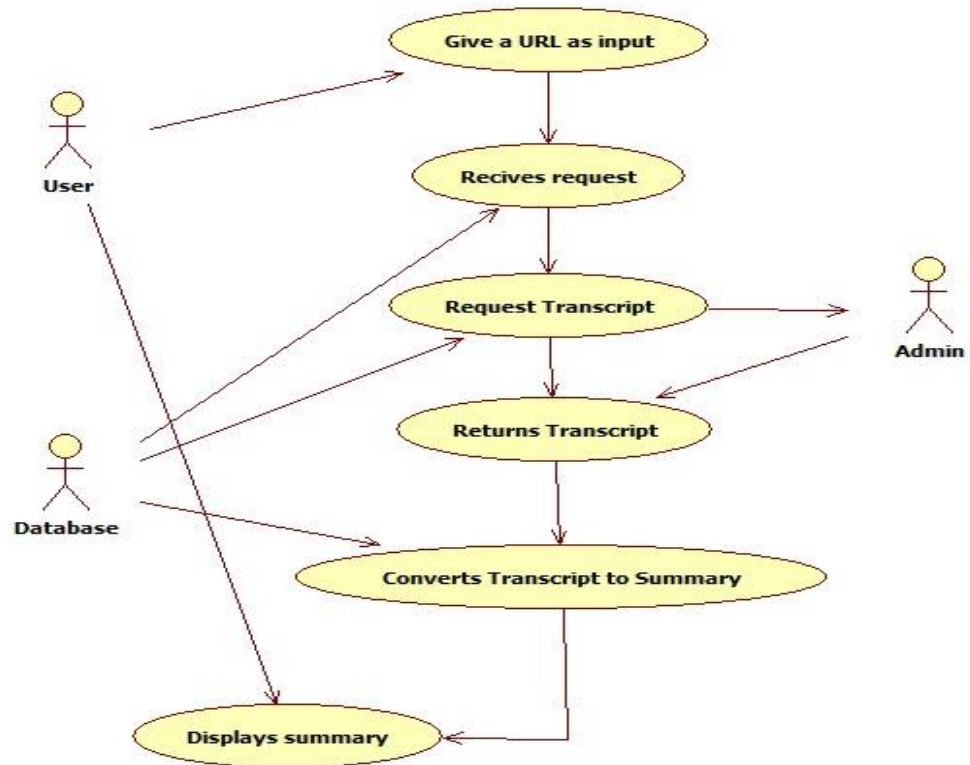 Give a URL as input
User
Recives request
Request Transcript
Admin
Returns Transcript
Database
Converts Transcript to Summary
Displays summary